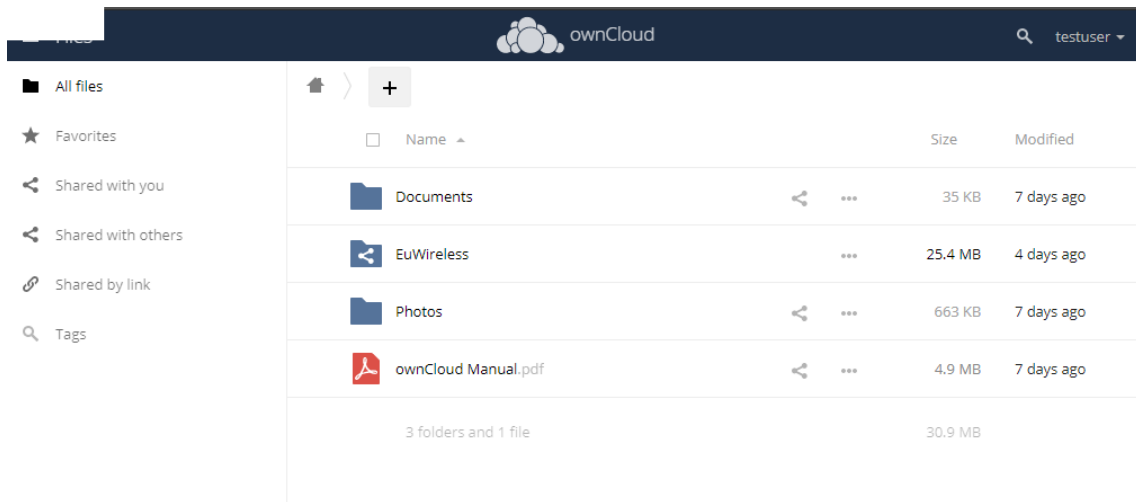 ownCloud
testuser
All files
Favorites
Shared with you
Shared with others
Shared by link
Tags
+
Name Size Modified
Documents ... 35 KB 7 days ago
EuWireless ... 25.4 MB 4 days ago
Photos ... 663 KB 7 days ago
ownCloud Manual.pdf ... 4.9 MB 7 days ago
3 folders and 1 file 30.9 MB